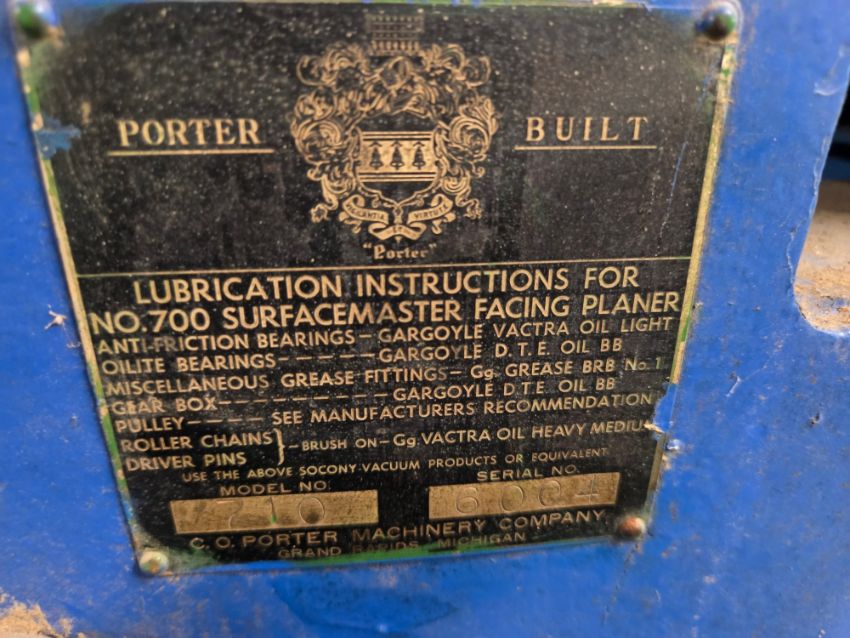 PORTER BUILT
VIRTUTE
ET
"Porter"
LUBRICATION INSTRUCTIONS FOR
NO. 700 SURFACEMASTER FACING PLANER
ANTI-FRICTION BEARINGS - GARGOYLE VACTRA OIL LIGHT
OILITE BEARINGS - - - - - GARGOYLE D.T.E. OIL BB
MISCELLANEOUS GREASE FITTINGS - Gg. GREASE BRB No. 1
GEAR BOX - - - - - - - - - GARGOYLE D.T.E. OIL BB
PULLEY - - - - SEE MANUFACTURERS RECOMMENDATION
ROLLER CHAINS } - BRUSH ON - Gg. VACTRA OIL HEAVY MEDIU
DRIVER PINS
USE THE ABOVE SOCONY-VACUUM PRODUCTS OR EQUIVALENT
MODEL NO. SERIAL NO.
710 6004
C. O. PORTER MACHINERY COMPANY
GRAND RAPIDS MICHIGAN